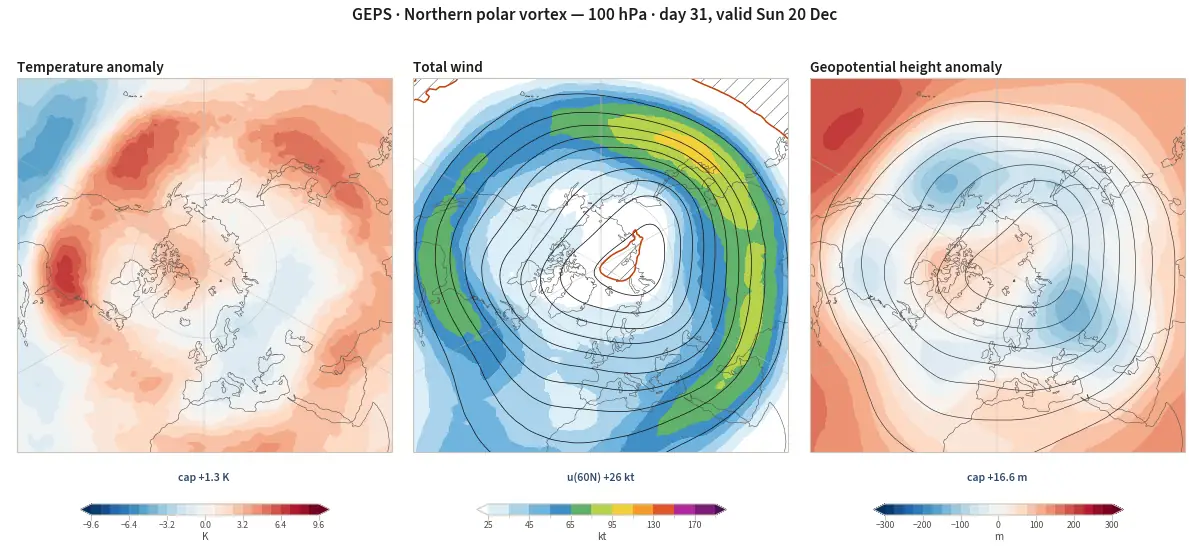 GEPS · Northern polar vortex — 100 hPa · day 31, valid Sun 20 Dec
Temperature anomaly
Total wind
Geopotential height anomaly
cap +1.3 K
u(60N) +26 kt
cap +16.6 m
−9.6 −6.4 −3.2 0.0 3.2 6.4 9.6
K
25 45 65 95 130 170
kt
−300 −200 −100 0 100 200 300
m